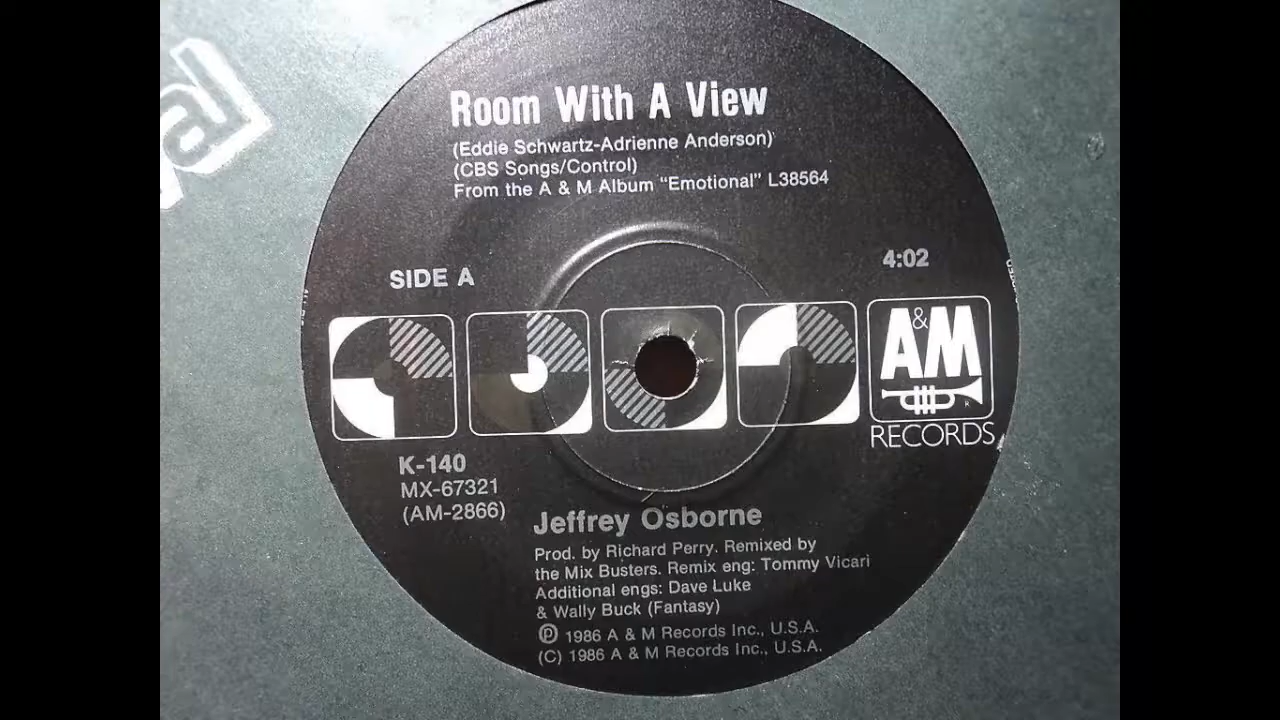 al
Room With A View
(Eddie Schwartz-Adrienne Anderson)
(CBS Songs/Control)
From the A & M Album "Emotional" L38564
SIDE A
4:02
A&M
R
RECORDS
K-140
MX-67321
(AM-2866)
Jeffrey Osborne
Prod. by Richard Perry. Remixed by
the Mix Busters. Remix eng: Tommy Vicari
Additional engs: Dave Luke
& Wally Buck (Fantasy)
Ⓟ 1986 A & M Records Inc., U.S.A.
(C) 1986 A & M Records Inc., U.S.A.